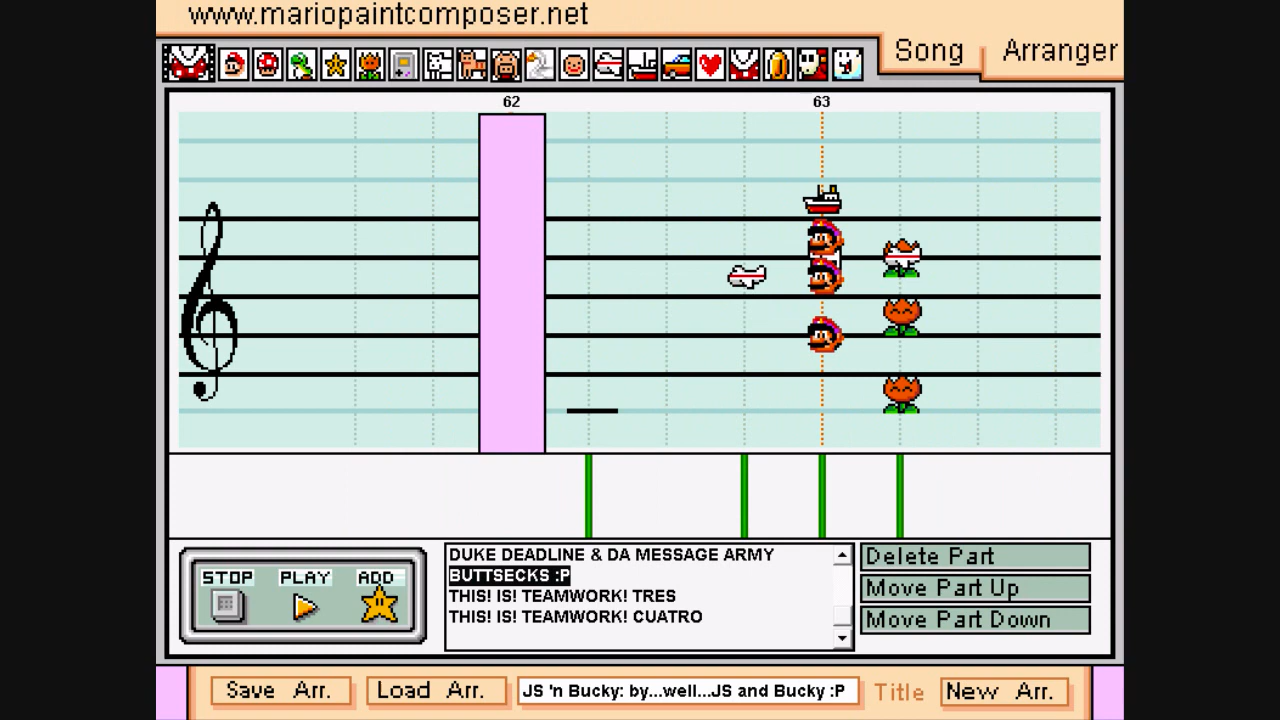 www.mariopaintcomposer.net
Song Arranger
62 63
STOP PLAY ADD
DUKE DEADLINE & DA MESSAGE ARMY
BUTTSECKS :P
THIS! IS! TEAMWORK! TRES
THIS! IS! TEAMWORK! CUATRO
Delete Part
Move Part Up
Move Part Down
Save Arr. Load Arr. JS 'n Bucky: by...well...JS and Bucky :P Title New Arr.